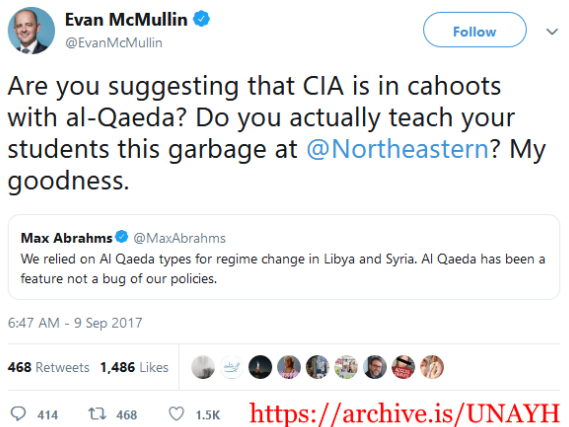 Evan McMullin
@EvanMcMullin
Follow
Are you suggesting that CIA is in cahoots
with al-Qaeda? Do you actually teach your
students this garbage at @Northeastern? My
goodness.
Max Abrahms @MaxAbrahms
We relied on Al Qaeda types for regime change in Libya and Syria. Al Qaeda has been a
feature not a bug of our policies.
6:47 AM - 9 Sep 2017
468 Retweets 1,486 Likes
414 468 1.5K https://archive.is/UNAYH